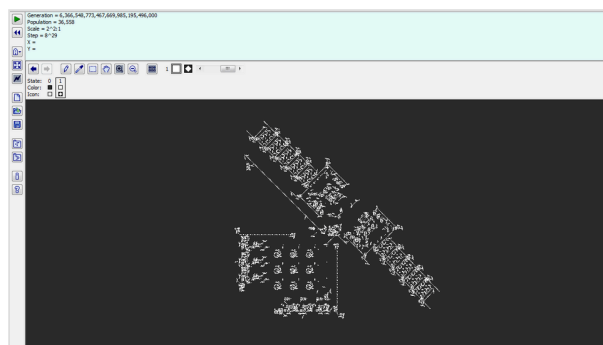 Generation = 6,366,548,773,467,669,985,195,496,000
Population = 36,558
Scale = 2^2:1
Step = 8^29
X =
Y =
1
State: 0 1
Color:
Icon: